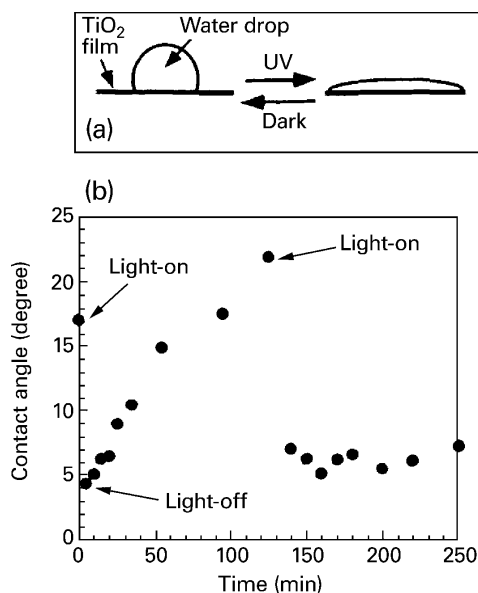 TiO2
film
Water drop
UV
Dark
(a)
(b)
25
20
15
10
5
0
Contact angle (degree)
Light-on
Light-on
Light-off
0
50
100
150
200
250
Time (min)